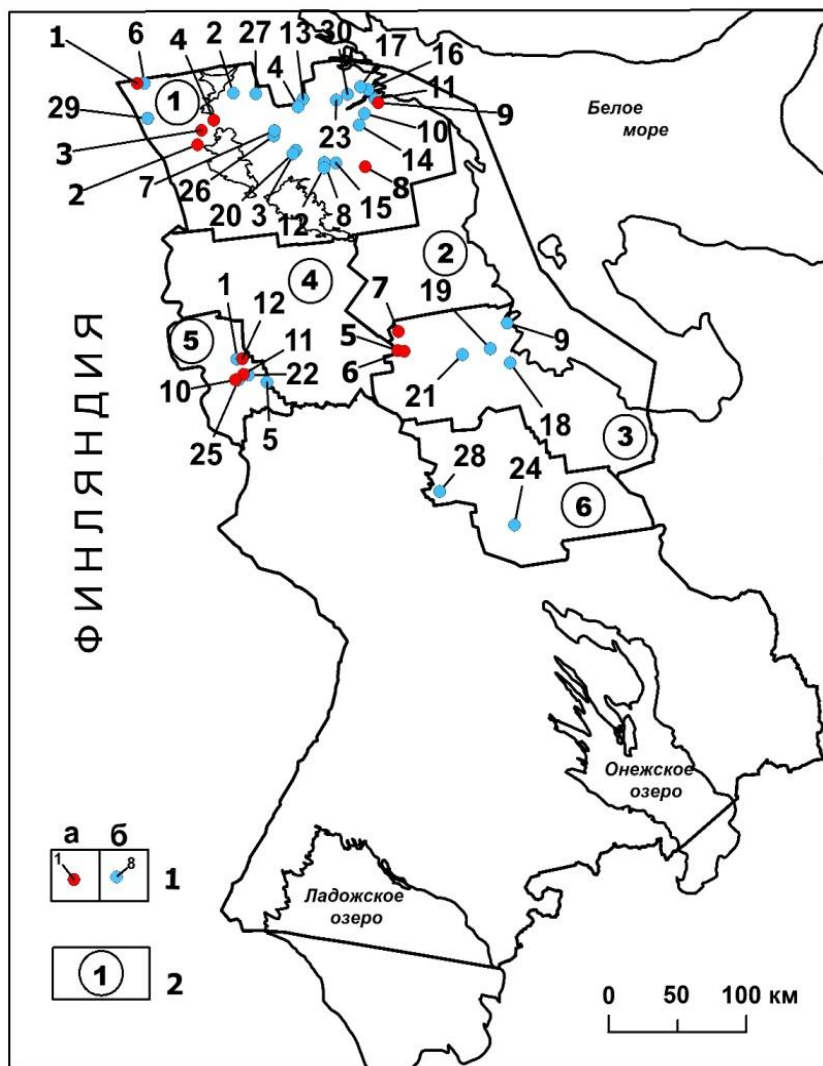 1 6 4 2 27 13 30 17 16
4 11
29 1 9
23 10
3 14
2
7 26 8
20 3 12 8 15
2
4 19
ФИНЛЯНДИЯ
5 1 12 7 9
11 5
10 22 6 21
25 5 18
3
28 24
6
Белое
море
Онежское
озеро
а б
1 8 1
Ладожское
озеро
1 2
0 50 100 км